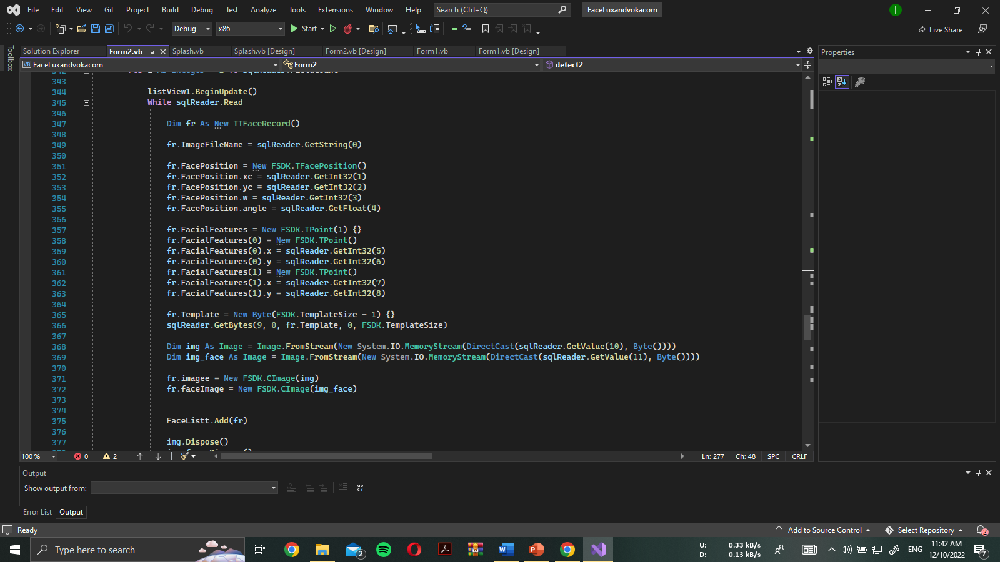 File Edit View Git Project Build Debug Test Analyze Tools Extensions Window Help Search (Ctrl+Q) FaceLuxandvokacom
Debug x86 Start Live Share
Toolbox
Solution Explorer Form2.vb Splash.vb Splash.vb [Design] Form2.vb [Design] Form1.vb Form1.vb [Design]
FaceLuxandvokacom Form2 detect2
343
344 listView1.BeginUpdate()
345 While sqlReader.Read
346
347 Dim fr As New TTFaceRecord()
348
349 fr.ImageFileName = sqlReader.GetString(0)
350
351 fr.FacePosition = New FSDK.TFacePosition()
352 fr.FacePosition.xc = sqlReader.GetInt32(1)
353 fr.FacePosition.yc = sqlReader.GetInt32(2)
354 fr.FacePosition.w = sqlReader.GetInt32(3)
355 fr.FacePosition.angle = sqlReader.GetFloat(4)
356
357 fr.FacialFeatures = New FSDK.TPoint(1) {}
358 fr.FacialFeatures(0) = New FSDK.TPoint()
359 fr.FacialFeatures(0).x = sqlReader.GetInt32(5)
360 fr.FacialFeatures(0).y = sqlReader.GetInt32(6)
361 fr.FacialFeatures(1) = New FSDK.TPoint()
362 fr.FacialFeatures(1).x = sqlReader.GetInt32(7)
363 fr.FacialFeatures(1).y = sqlReader.GetInt32(8)
364
365 fr.Template = New Byte(FSDK.TemplateSize - 1) {}
366 sqlReader.GetBytes(9, 0, fr.Template, 0, FSDK.TemplateSize)
367
368 Dim img As Image = Image.FromStream(New System.IO.MemoryStream(DirectCast(sqlReader.GetValue(10), Byte())))
369 Dim img_face As Image = Image.FromStream(New System.IO.MemoryStream(DirectCast(sqlReader.GetValue(11), Byte())))
370
371 fr.imagee = New FSDK.CImage(img)
372 fr.faceImage = New FSDK.CImage(img_face)
373
374
375 FaceListt.Add(fr)
376
377 img.Dispose()
100 % 0 2 Ln: 277 Ch: 48 SPC CRLF
Properties
Output
Show output from:
Error List Output
Ready Add to Source Control Select Repository 2
Type here to search 2 U: 0.33 kB/s D: 0.13 kB/s ENG 11:42 AM 12/10/2022 7